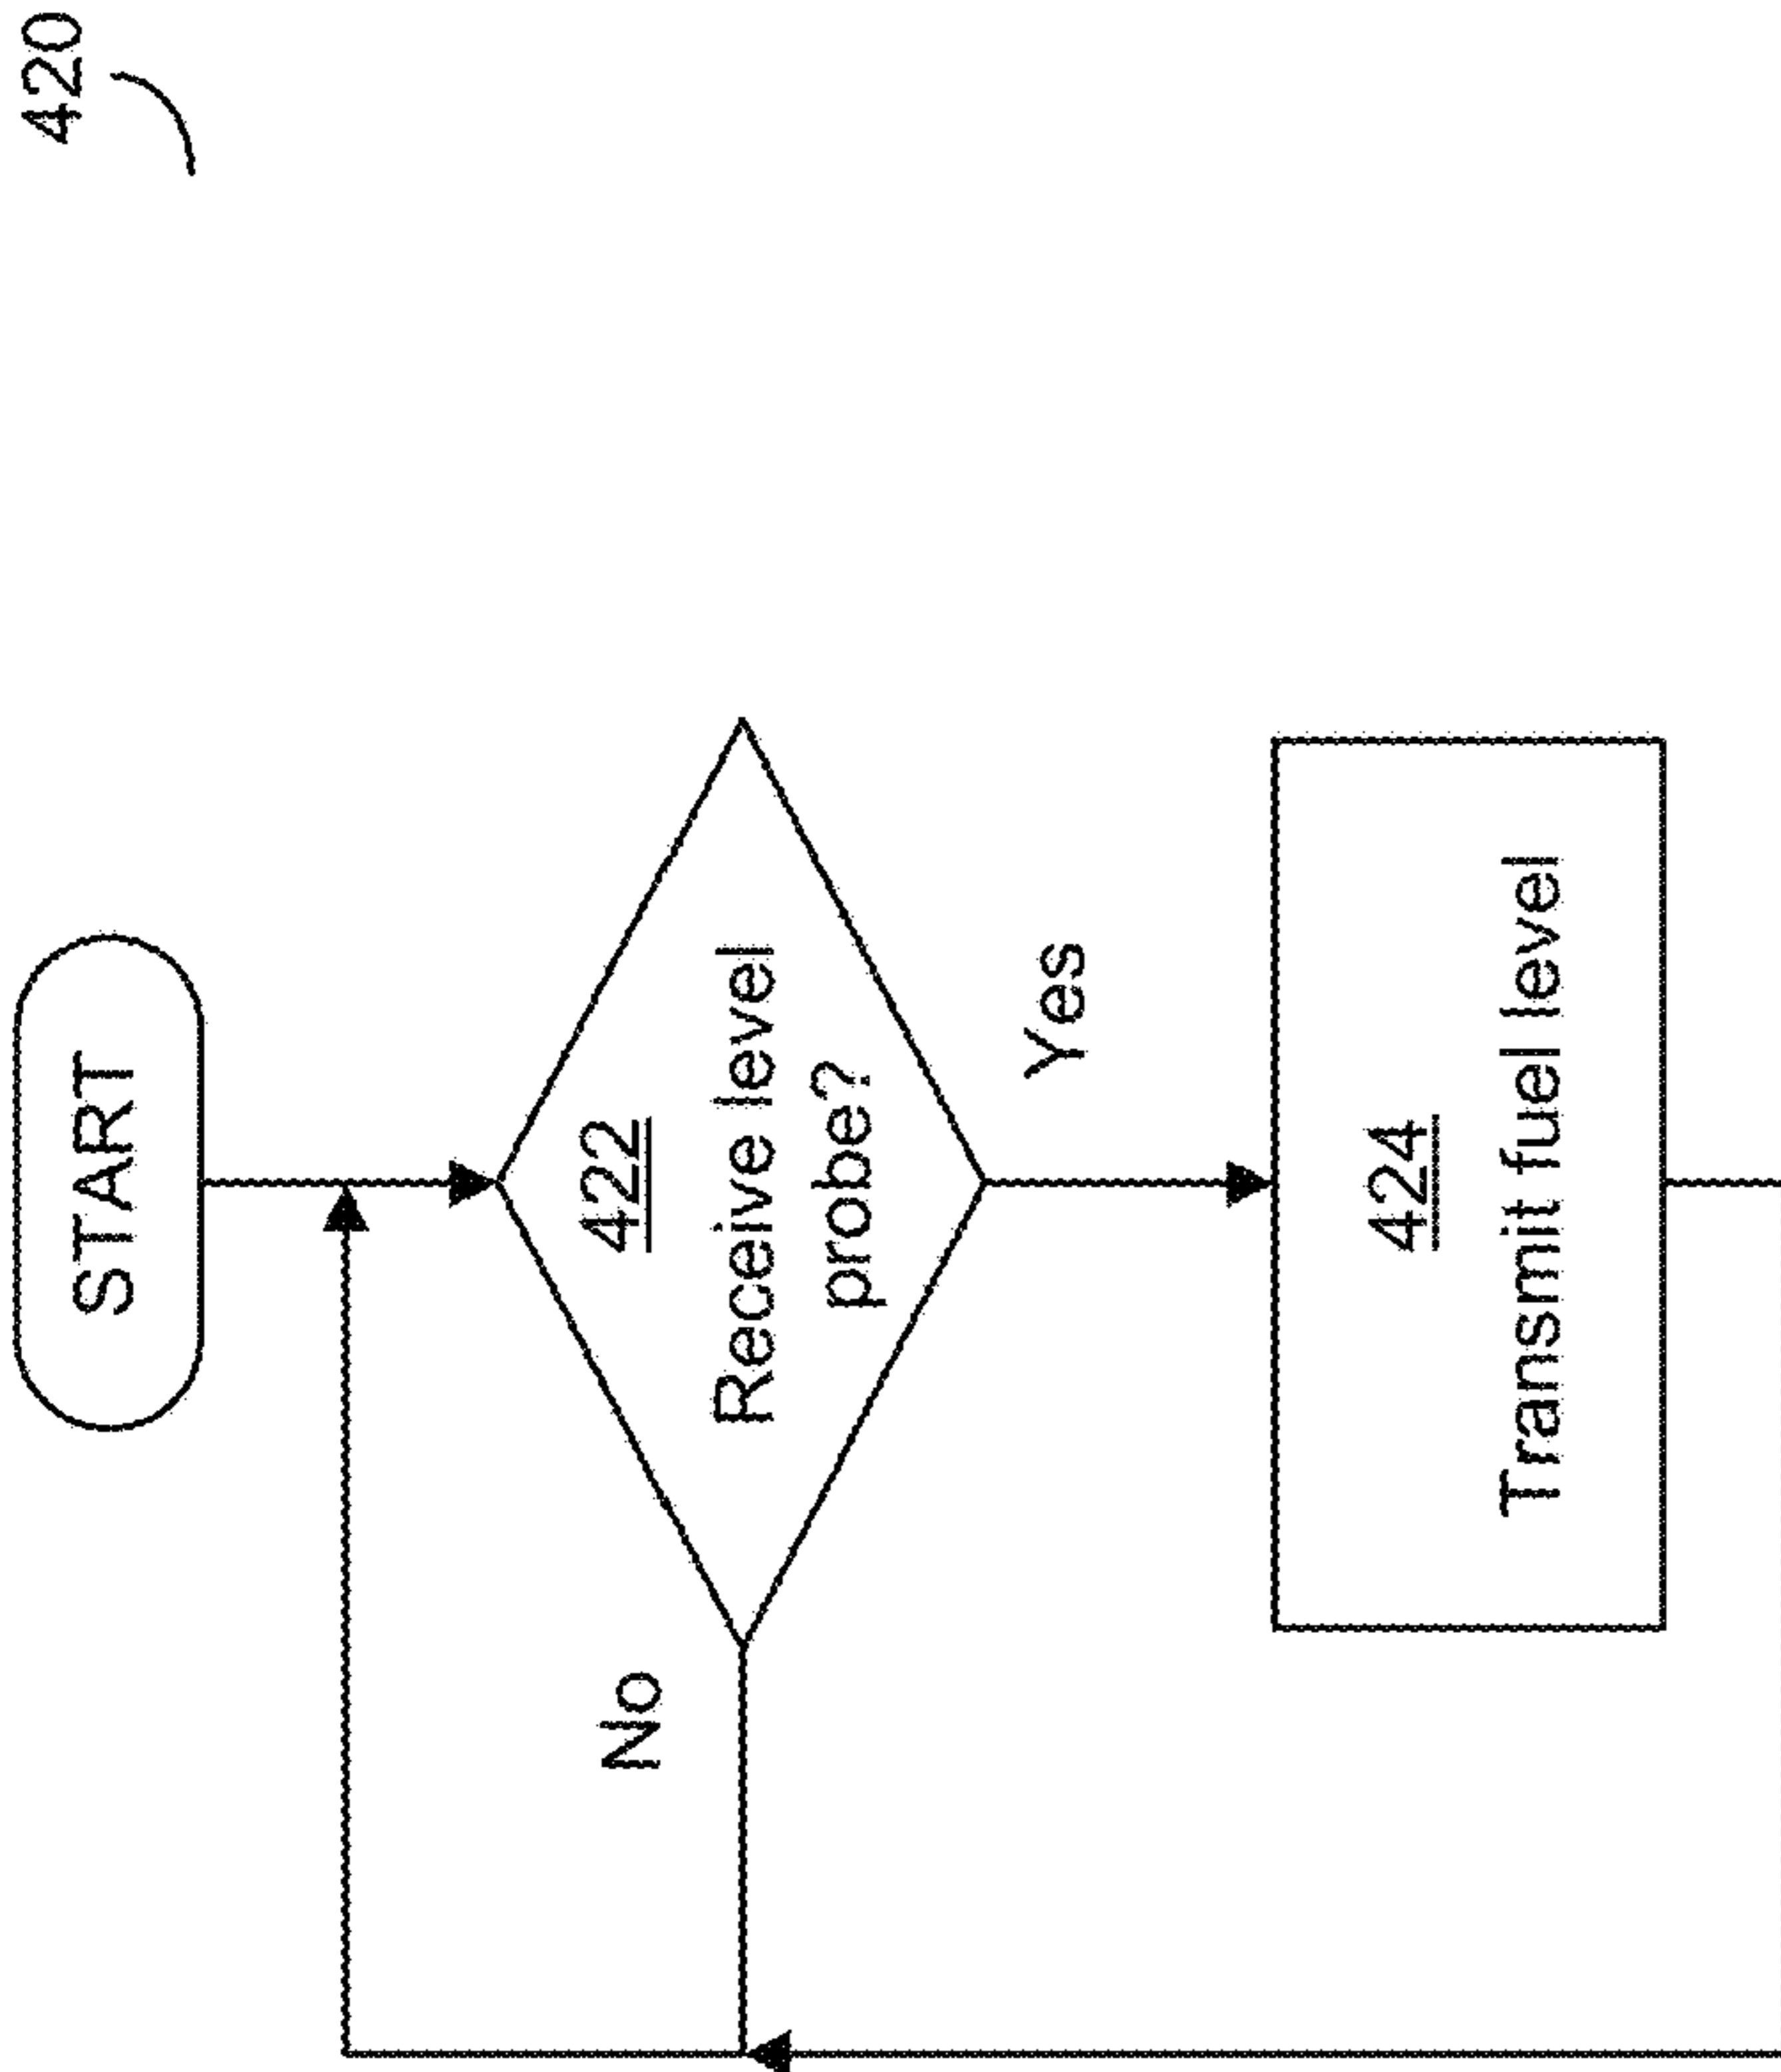 420
START
422
Receive level
probe?
No
Yes
424
Transmit fuel level